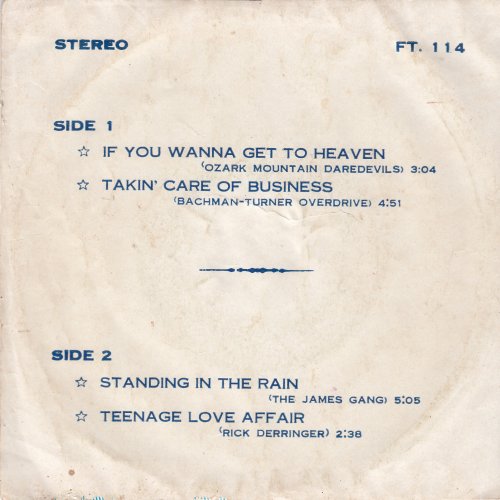 STEREO FT. 114
SIDE 1
☆ IF YOU WANNA GET TO HEAVEN
(OZARK MOUNTAIN DAREDEVILS) 3:04
☆ TAKIN' CARE OF BUSINESS
(BACHMAN-TURNER OVERDRIVE) 4:51
SIDE 2
☆ STANDING IN THE RAIN
(THE JAMES GANG) 5:05
☆ TEENAGE LOVE AFFAIR
(RICK DERRINGER) 2:38